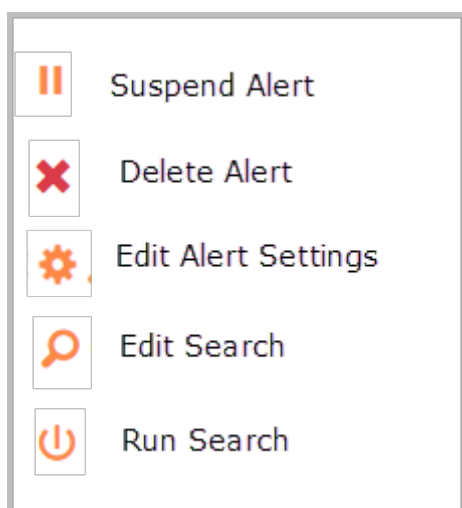 Suspend Alert
Delete Alert
Edit Alert Settings
Edit Search
Run Search